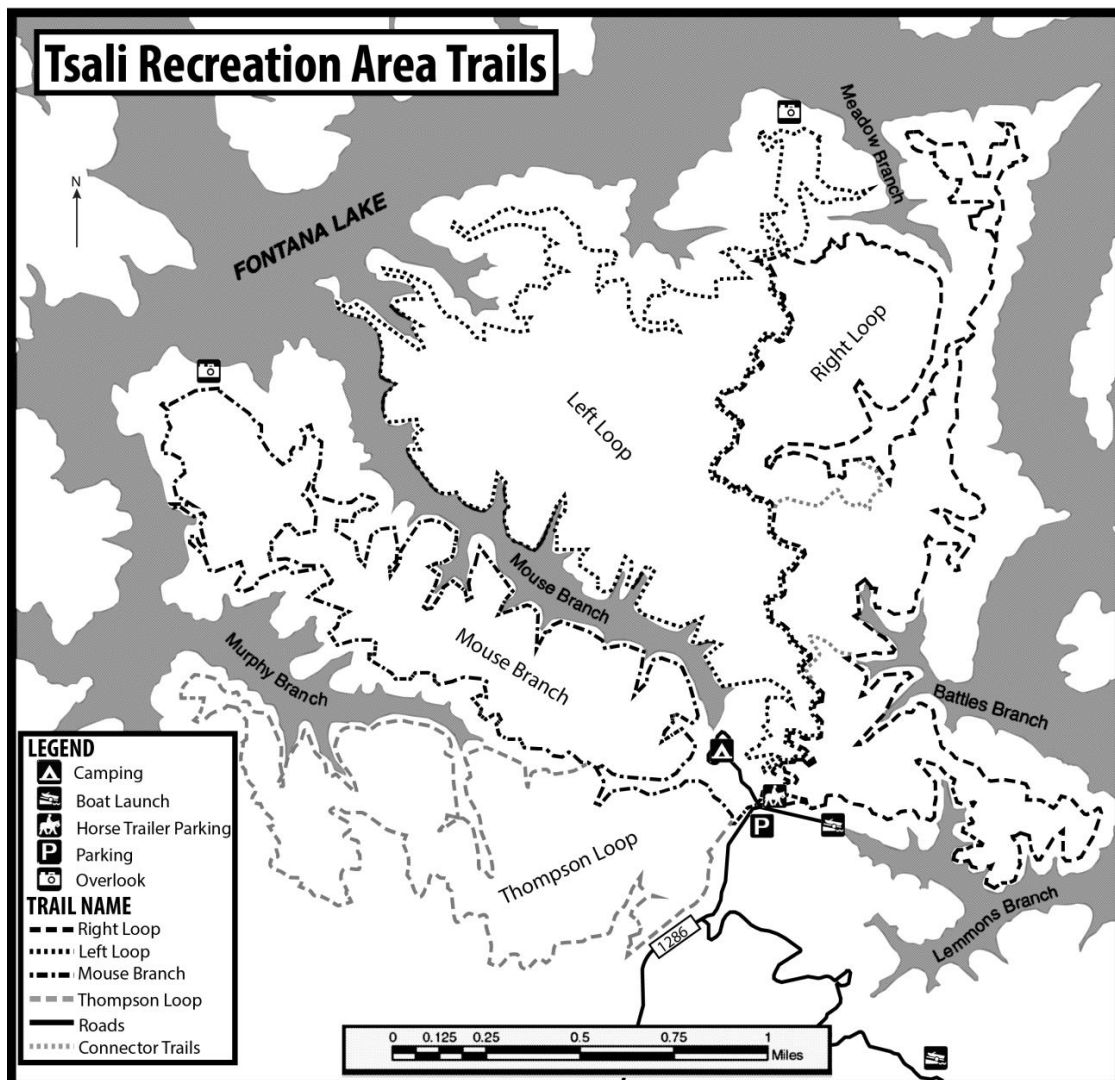 Tsali Recreation Area Trails
N
FONTANA LAKE
Meadow Branch
Right Loop
Left Loop
Mouse Branch
Mouse Branch
Murphy Branch
Battles Branch
Thompson Loop
Lemmons Branch
P
1286
LEGEND
Camping
Boat Launch
Horse Trailer Parking
P Parking
Overlook
TRAIL NAME
Right Loop
Left Loop
Mouse Branch
Thompson Loop
Roads
Connector Trails
0 0.125 0.25 0.5 0.75 1
Miles